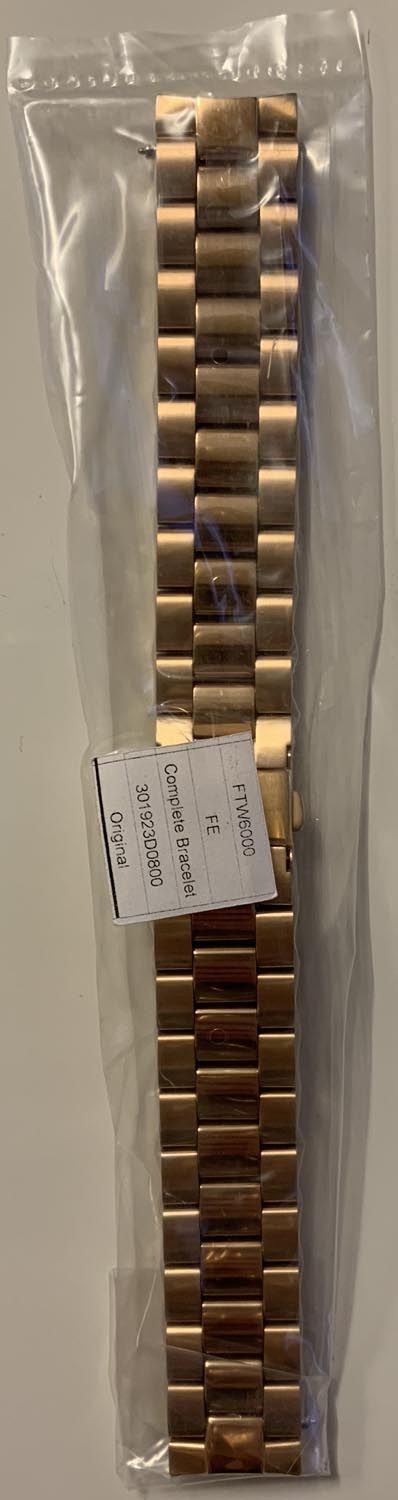 FTW6000
FE
Complete Bracelet
301923D0800
Original